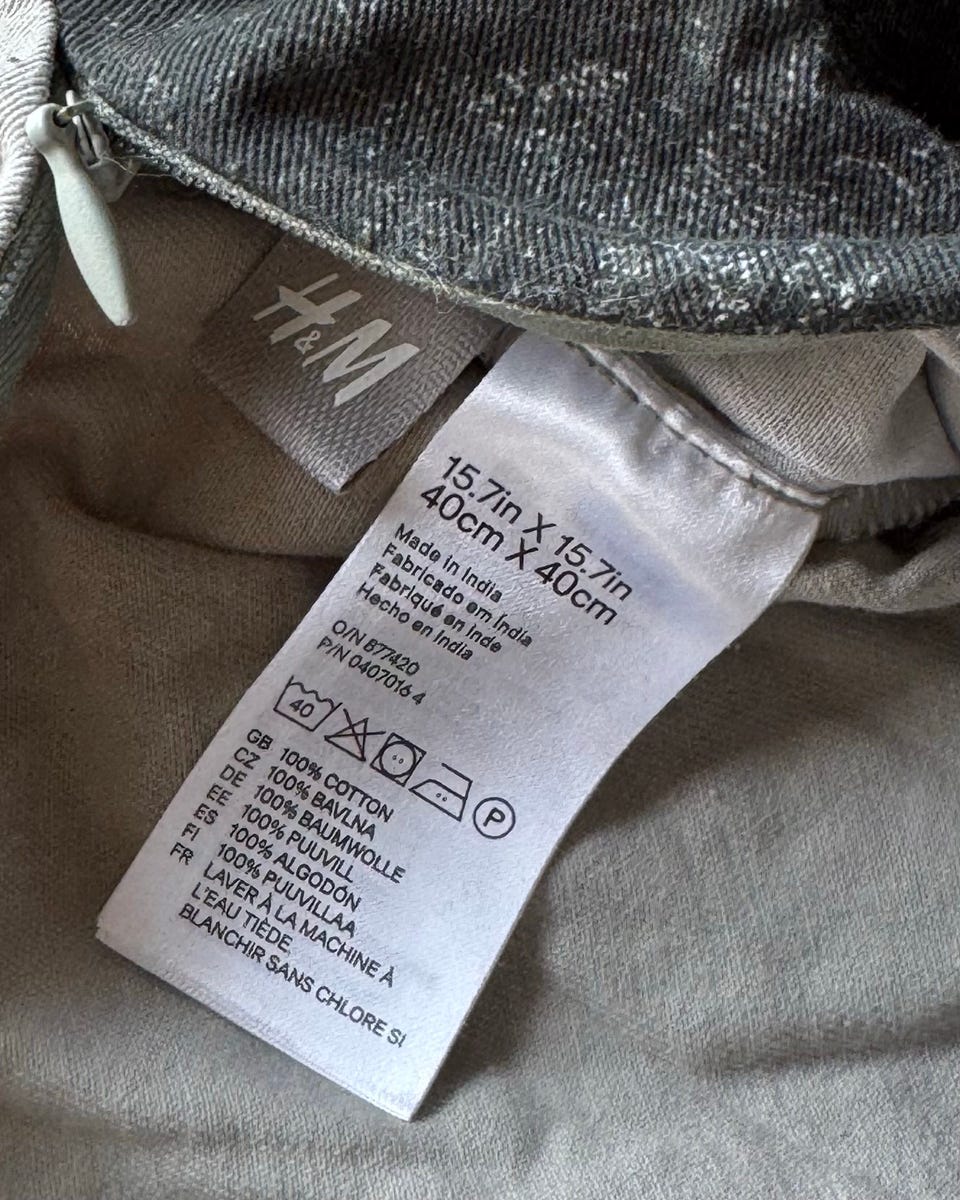 H&M
15.7in X 15.7in
40cm X 40cm
Made in India
Fabricado em India
Fabriqué en Inde
Hecho en India
O/N 877420
P/N 0407016 4
40 P
GB 100% COTTON
CZ 100% BAVLNA
DE 100% BAUMWOLLE
EE 100% PUUVILL
ES 100% ALGODÓN
FI 100% PUUVILLAA
FR LAVER À LA MACHINE À
L'EAU TIÈDE
BLANCHIR SANS CHLORE SI